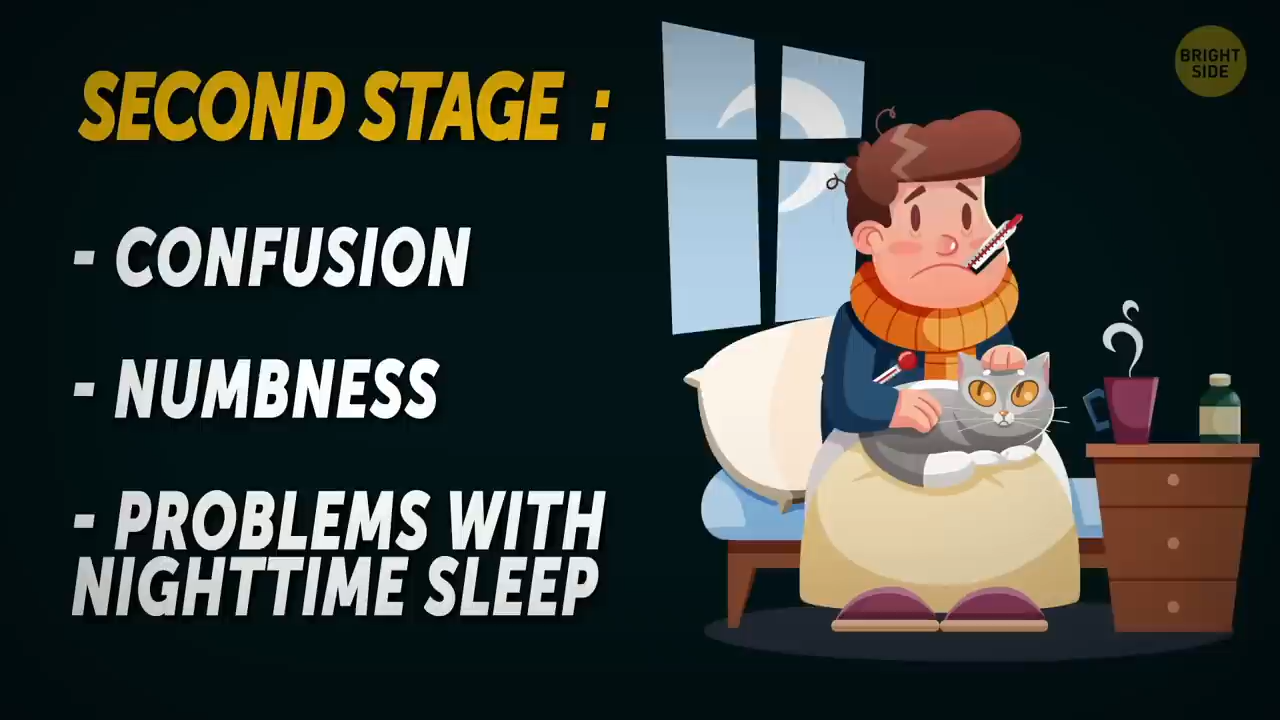 BRIGHT
SIDE
SECOND STAGE :
- CONFUSION
- NUMBNESS
- PROBLEMS WITH
NIGHTTIME SLEEP